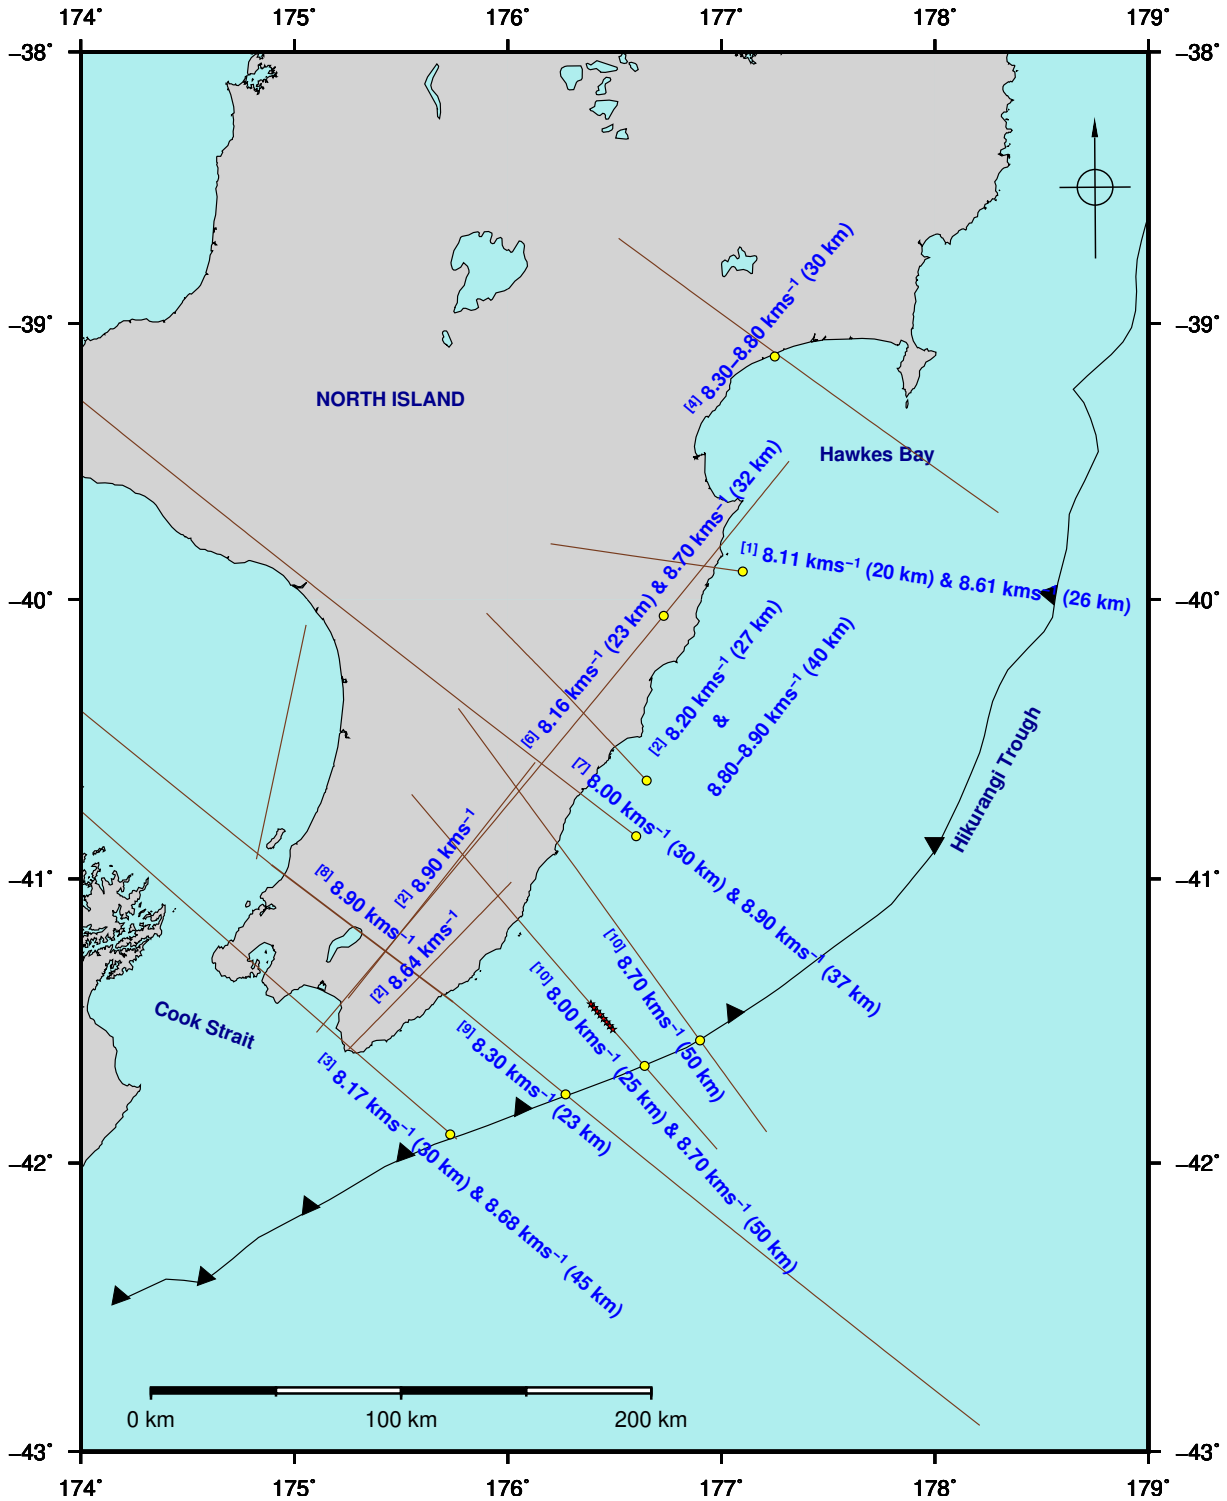 174° 175° 176° 177° 178° 179°
−38° −38°
[4] 8.30−8.80 kms⁻¹ (30 km)
−39° −39°
NORTH ISLAND
Hawkes Bay
[6] 8.16 kms⁻¹ (23 km) & 8.70 kms⁻¹ (32 km)
[1] 8.11 kms⁻¹ (20 km) & 8.61 kms⁻¹ (26 km)
−40° −40°
[2] 8.20 kms⁻¹ (27 km)
&
8.80−8.90 kms⁻¹ (40 km)
Hikurangi Trough
[7] 8.00 kms⁻¹ (30 km) & 8.90 kms⁻¹ (37 km)
[2] 8.90 kms⁻¹
−41° −41°
[8] 8.90 kms⁻¹
[2] 8.64 kms⁻¹
[10] 8.70 kms⁻¹ (50 km)
[10] 8.00 kms⁻¹ (25 km) & 8.70 kms⁻¹ (50 km)
Cook Strait
[9] 8.30 kms⁻¹ (23 km)
[3] 8.17 kms⁻¹ (30 km) & 8.68 kms⁻¹ (45 km)
−42° −42°
0 km 100 km 200 km
−43° −43°
174° 175° 176° 177° 178° 179°